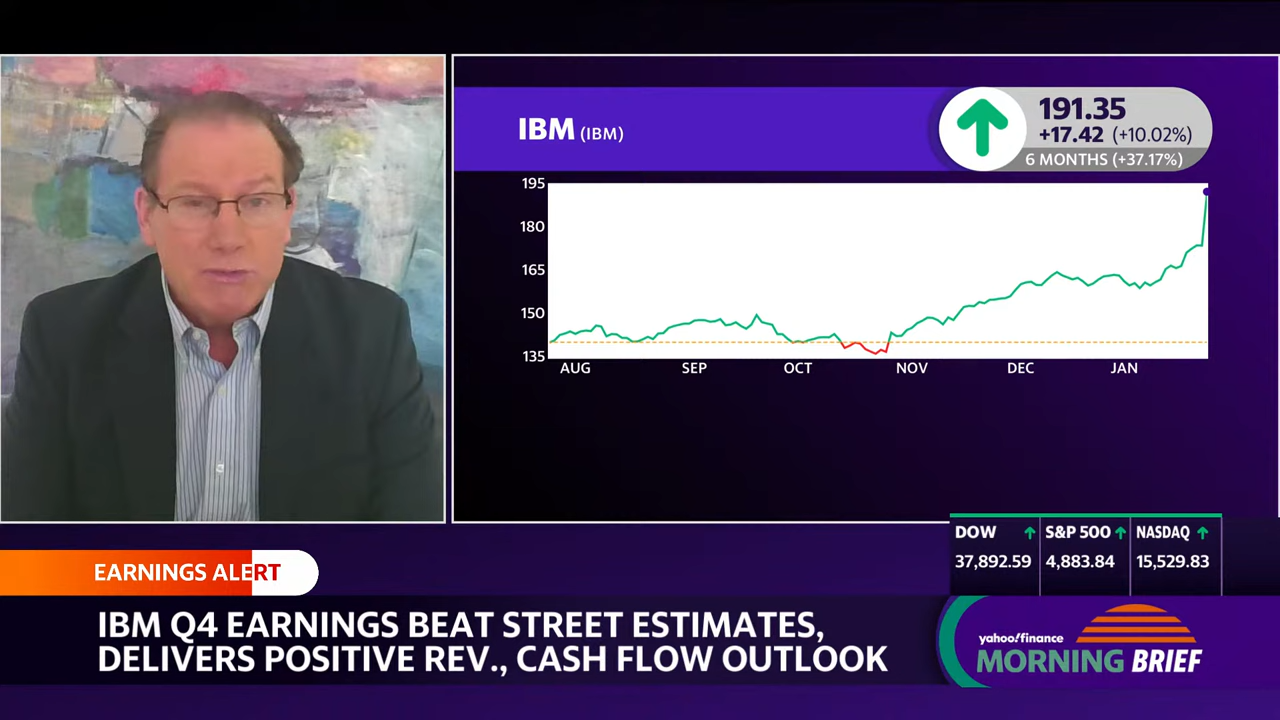 IBM (IBM)
191.35
+17.42 (+10.02%)
6 MONTHS (+37.17%)
195
180
165
150
135
AUG SEP OCT NOV DEC JAN
DOW S&P 500 NASDAQ
37,892.59 4,883.84 15,529.83
EARNINGS ALERT
IBM Q4 EARNINGS BEAT STREET ESTIMATES,
DELIVERS POSITIVE REV., CASH FLOW OUTLOOK
yahoo!finance
MORNING BRIEF